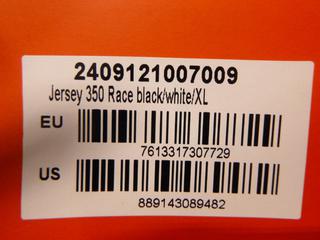 2409121007009
Jersey 350 Race black/white/XL
EU
7613317307729
US
889143089482